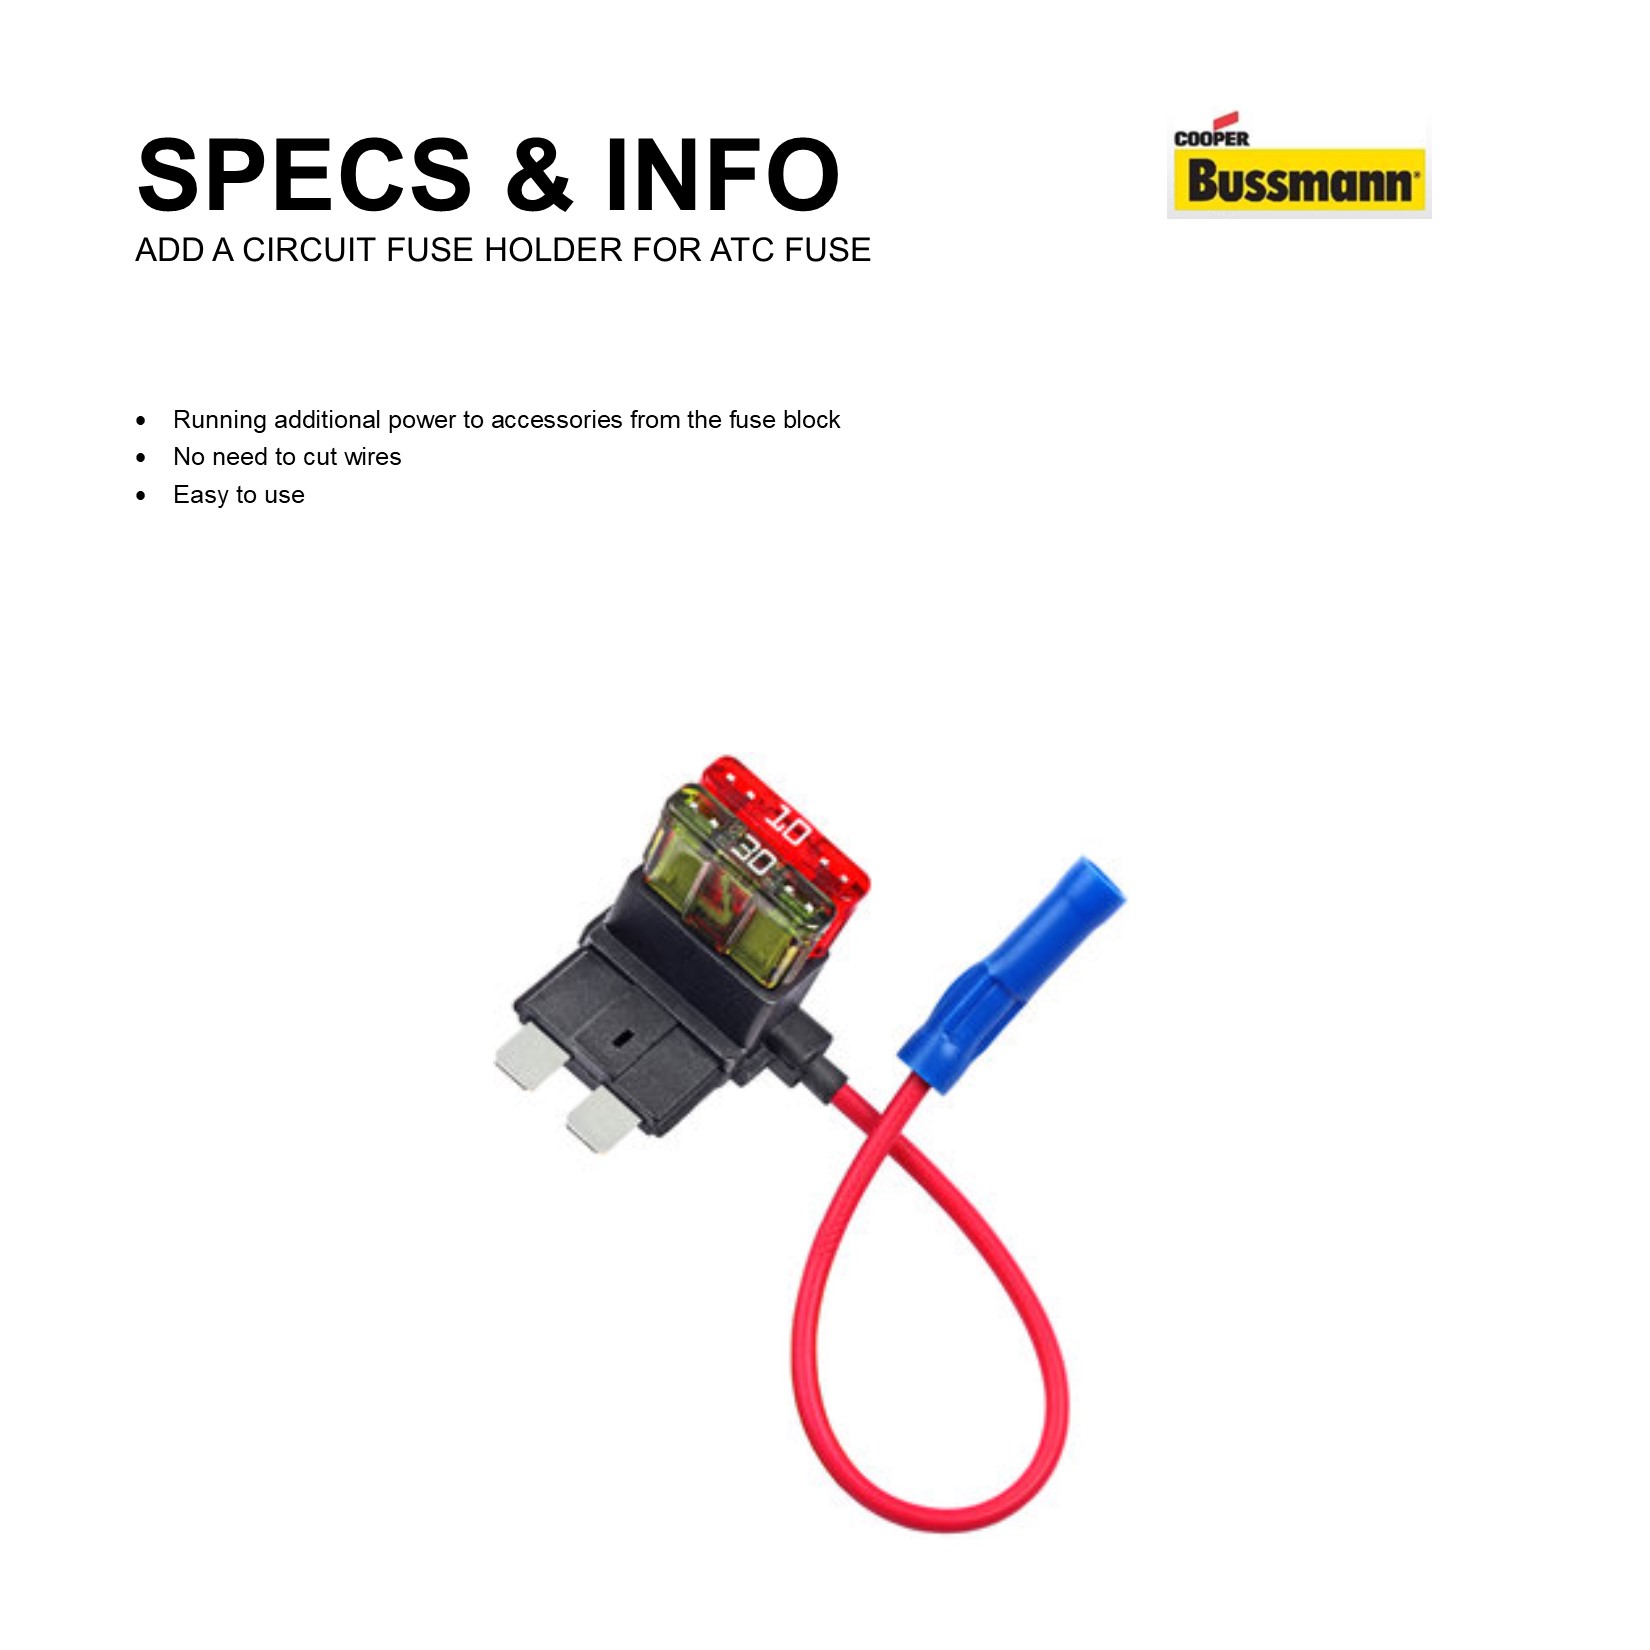 SPECS & INFO
ADD A CIRCUIT FUSE HOLDER FOR ATC FUSE
COOPER
Bussmann®
• Running additional power to accessories from the fuse block
• No need to cut wires
• Easy to use
10
30